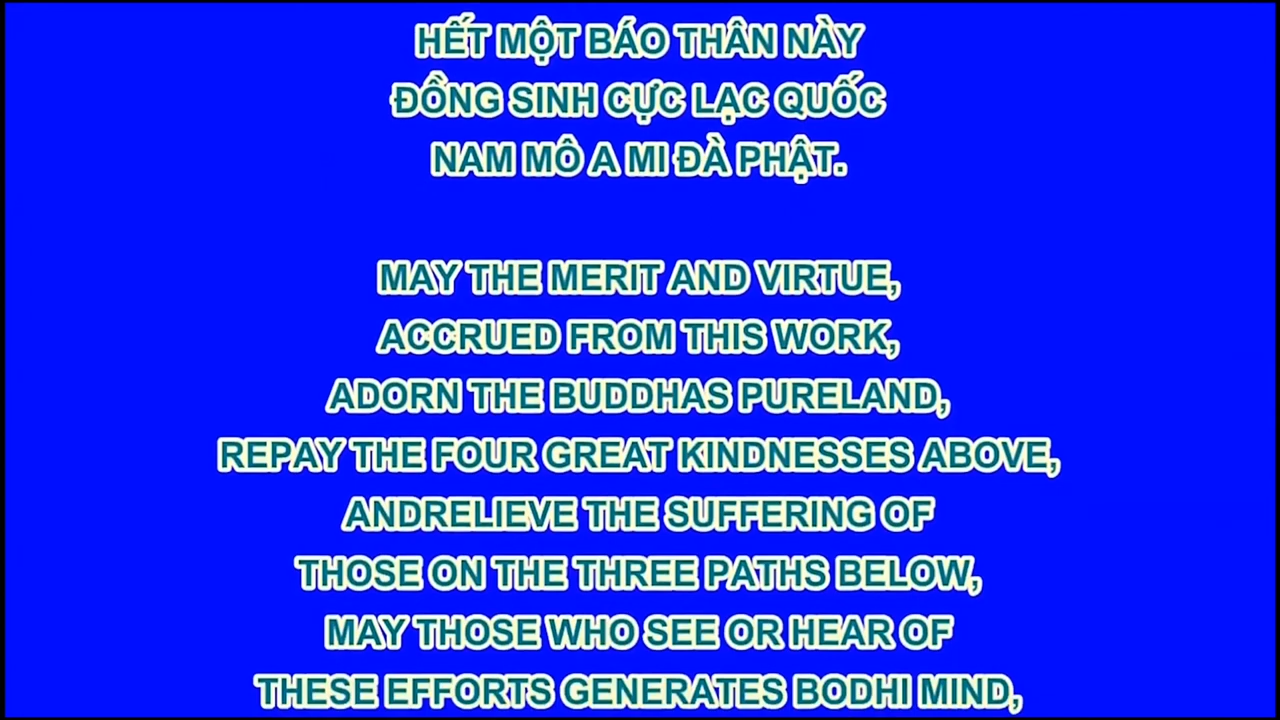 HẾT MỘT BÁO THÂN NÀY
ĐỒNG SINH CỰC LẠC QUỐC
NAM MÔ A MI ĐÀ PHẬT.
MAY THE MERIT AND VIRTUE,
ACCRUED FROM THIS WORK,
ADORN THE BUDDHAS PURELAND,
REPAY THE FOUR GREAT KINDNESSES ABOVE,
ANDRELIEVE THE SUFFERING OF
THOSE ON THE THREE PATHS BELOW,
MAY THOSE WHO SEE OR HEAR OF
THESE EFFORTS GENERATES BODHI MIND,